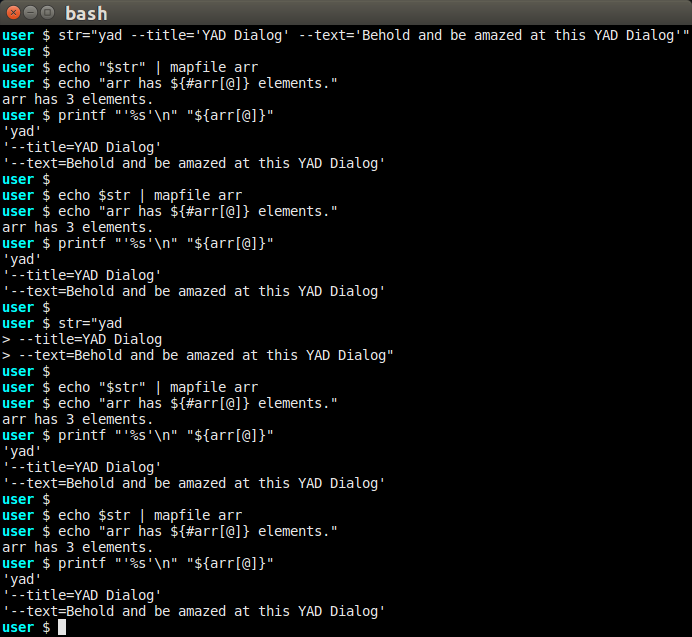 bash
user $ str="yad --title='YAD Dialog' --text='Behold and be amazed at this YAD Dialog'"
user $
user $ echo "$str" | mapfile arr
user $ echo "arr has ${#arr[@]} elements."
arr has 3 elements.
user $ printf "'%s'\n" "${arr[@]}"
'yad'
'--title=YAD Dialog'
'--text=Behold and be amazed at this YAD Dialog'
user $
user $ echo $str | mapfile arr
user $ echo "arr has ${#arr[@]} elements."
arr has 3 elements.
user $ printf "'%s'\n" "${arr[@]}"
'yad'
'--title=YAD Dialog'
'--text=Behold and be amazed at this YAD Dialog'
user $
user $ str="yad
> --title=YAD Dialog
> --text=Behold and be amazed at this YAD Dialog"
user $
user $ echo "$str" | mapfile arr
user $ echo "arr has ${#arr[@]} elements."
arr has 3 elements.
user $ printf "'%s'\n" "${arr[@]}"
'yad'
'--title=YAD Dialog'
'--text=Behold and be amazed at this YAD Dialog'
user $
user $ echo $str | mapfile arr
user $ echo "arr has ${#arr[@]} elements."
arr has 3 elements.
user $ printf "'%s'\n" "${arr[@]}"
'yad'
'--title=YAD Dialog'
'--text=Behold and be amazed at this YAD Dialog'
user $